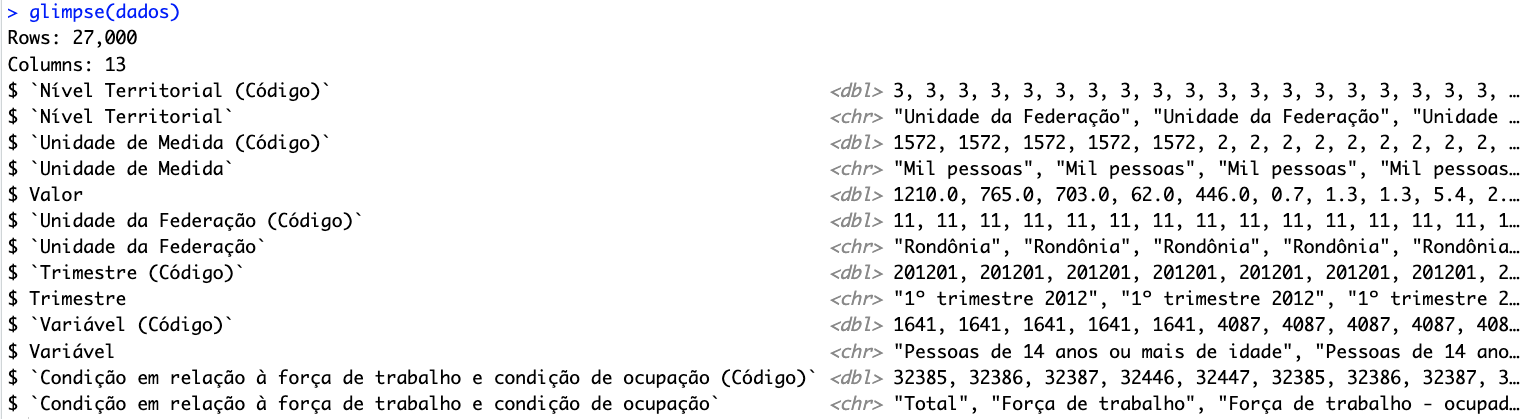 > glimpse(dados)
Rows: 27,000
Columns: 13
$ `Nível Territorial (Código)` <dbl> 3, 3, 3, 3, 3, 3, 3, 3, 3, 3, 3, 3, 3, 3, 3, 3, 3, 3, 3, …
$ `Nível Territorial` <chr> "Unidade da Federação", "Unidade da Federação", "Unidade …
$ `Unidade de Medida (Código)` <dbl> 1572, 1572, 1572, 1572, 1572, 2, 2, 2, 2, 2, 2, 2, 2, 2, …
$ `Unidade de Medida` <chr> "Mil pessoas", "Mil pessoas", "Mil pessoas", "Mil pessoas…
$ Valor <dbl> 1210.0, 765.0, 703.0, 62.0, 446.0, 0.7, 1.3, 1.3, 5.4, 2.…
$ `Unidade da Federação (Código)` <dbl> 11, 11, 11, 11, 11, 11, 11, 11, 11, 11, 11, 11, 11, 11, 1…
$ `Unidade da Federação` <chr> "Rondônia", "Rondônia", "Rondônia", "Rondônia", "Rondônia…
$ `Trimestre (Código)` <dbl> 201201, 201201, 201201, 201201, 201201, 201201, 201201, 2…
$ Trimestre <chr> "1º trimestre 2012", "1º trimestre 2012", "1º trimestre 2…
$ `Variável (Código)` <dbl> 1641, 1641, 1641, 1641, 1641, 4087, 4087, 4087, 4087, 408…
$ Variável <chr> "Pessoas de 14 anos ou mais de idade", "Pessoas de 14 ano…
$ `Condição em relação à força de trabalho e condição de ocupação (Código)` <dbl> 32385, 32386, 32387, 32446, 32447, 32385, 32386, 32387, 3…
$ `Condição em relação à força de trabalho e condição de ocupação` <chr> "Total", "Força de trabalho", "Força de trabalho - ocupad…